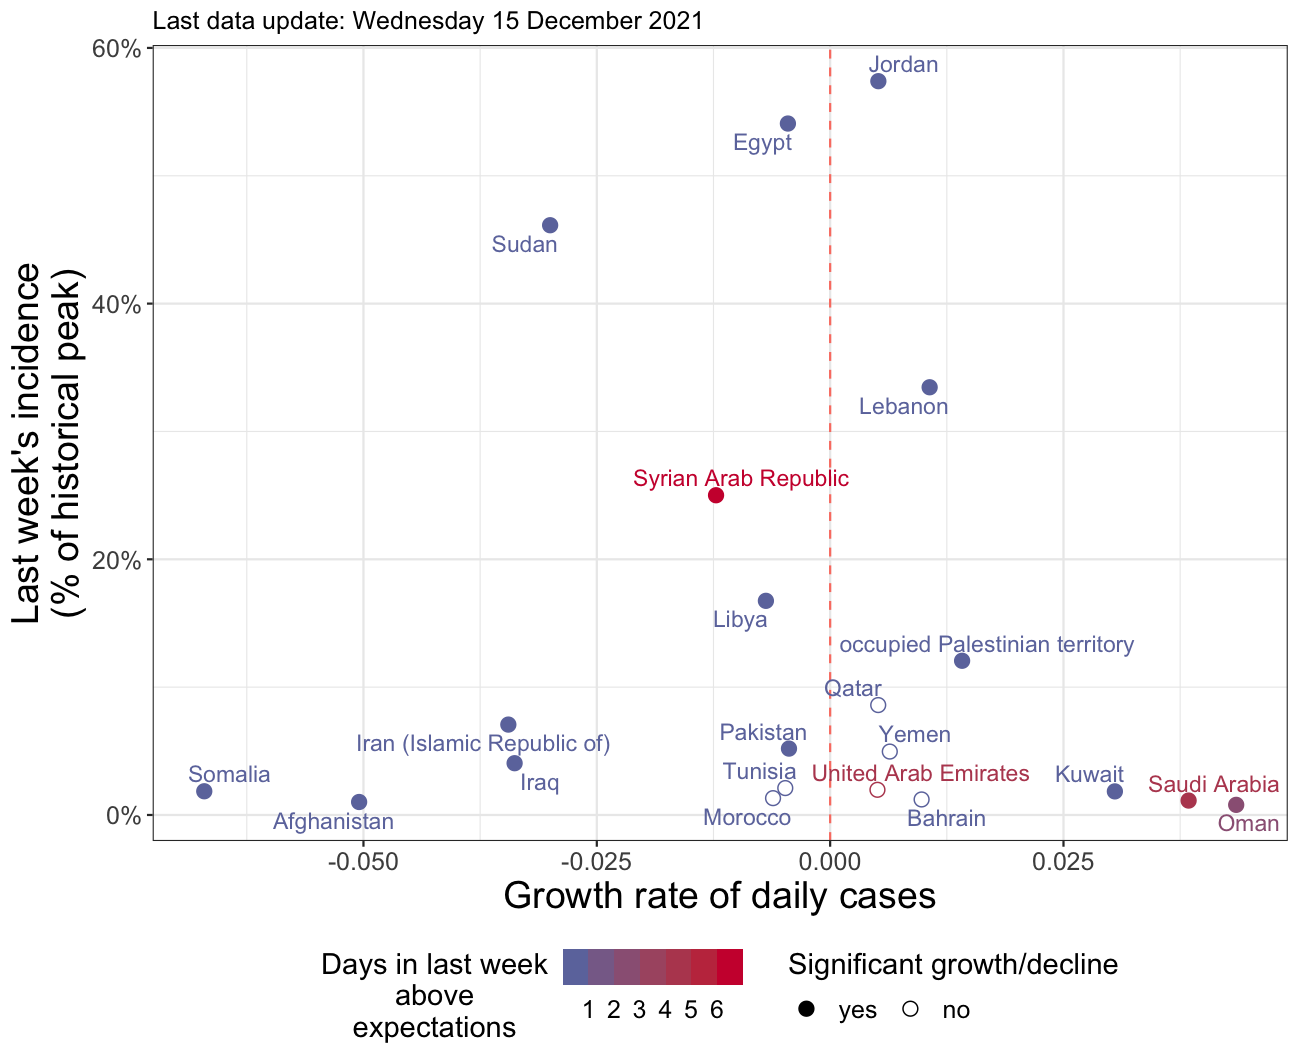 Last data update: Wednesday 15 December 2021
60%
Jordan
Egypt
Sudan
40%
Lebanon
Syrian Arab Republic
20%
Libya
occupied Palestinian territory
Qatar
Pakistan
Yemen
Iran (Islamic Republic of)
Iraq
Somalia
Tunisia
United Arab Emirates
Kuwait
Saudi Arabia
0%
Afghanistan
Morocco
Bahrain
Oman
Last week's incidence
(% of historical peak)
-0.050 -0.025 0.000 0.025
Growth rate of daily cases
Days in last week
above
expectations
1 2 3 4 5 6
Significant growth/decline
yes no